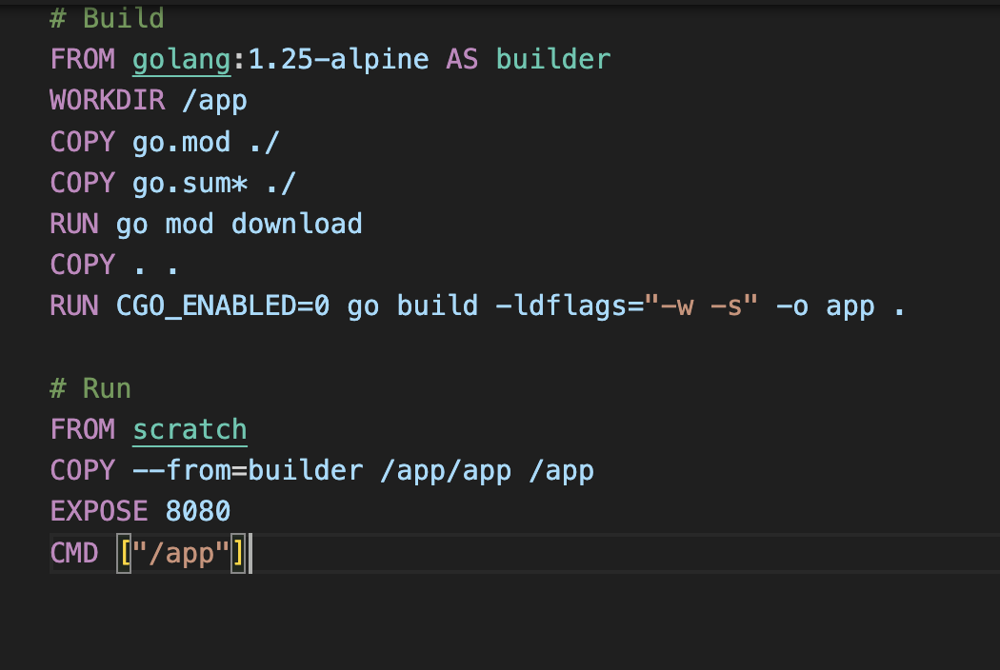 # Build
FROM golang:1.25-alpine AS builder
WORKDIR /app
COPY go.mod ./
COPY go.sum* ./
RUN go mod download
COPY . .
RUN CGO_ENABLED=0 go build -ldflags="-w -s" -o app .
# Run
FROM scratch
COPY --from=builder /app/app /app
EXPOSE 8080
CMD ["/app"]